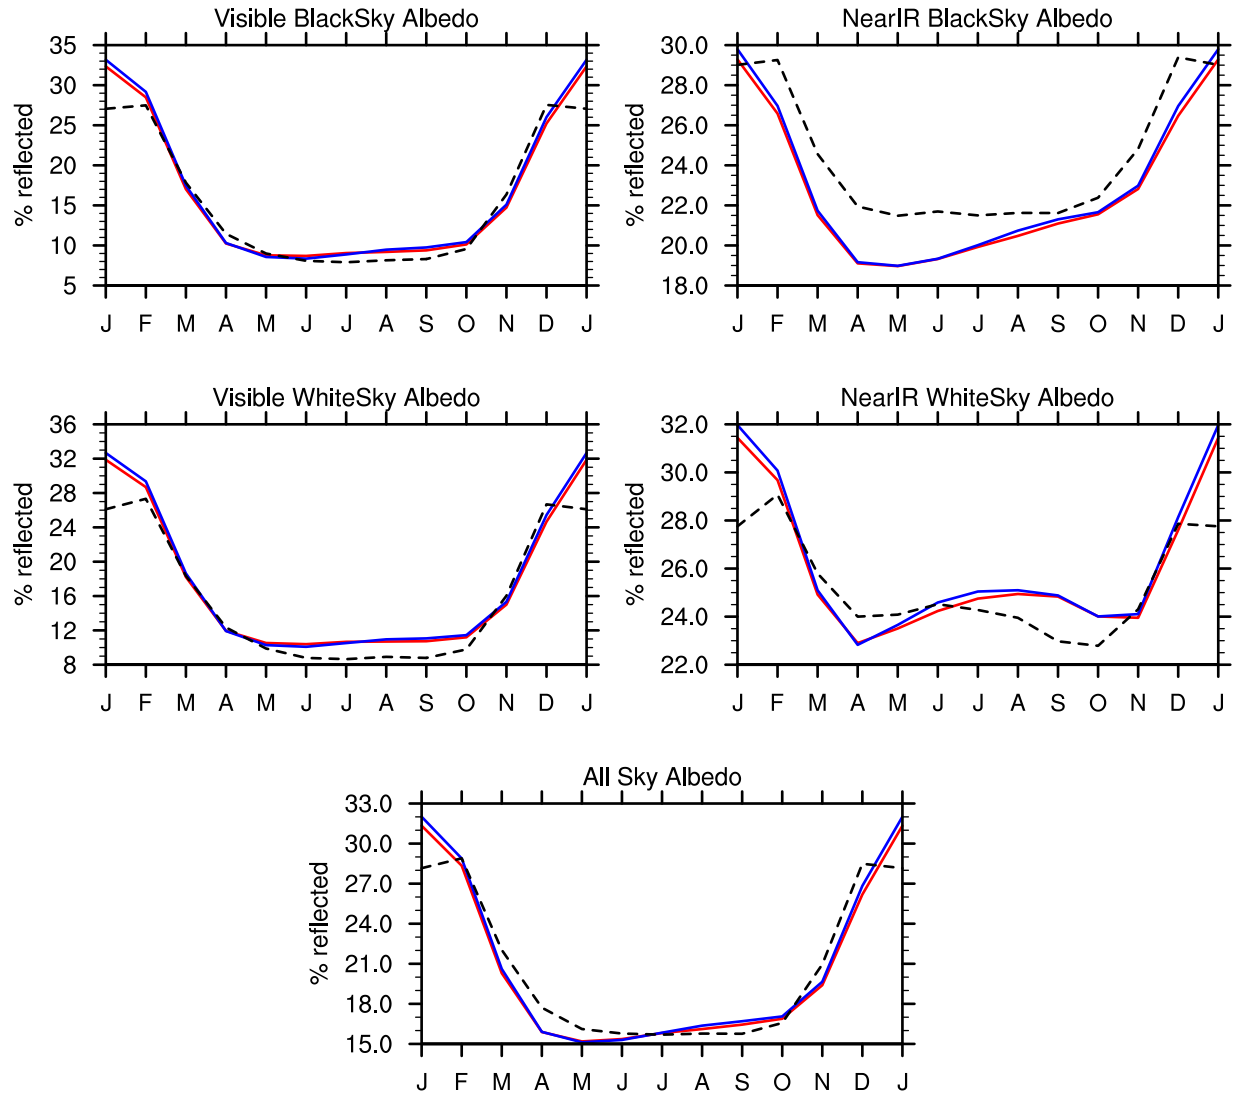 Visible BlackSky Albedo
% reflected
35
30
25
20
15
10
5
J F M A M J J A S O N D J
NearIR BlackSky Albedo
% reflected
30.0
28.0
26.0
24.0
22.0
20.0
18.0
J F M A M J J A S O N D J
Visible WhiteSky Albedo
% reflected
36
32
28
24
20
16
12
8
J F M A M J J A S O N D J
NearIR WhiteSky Albedo
% reflected
32.0
30.0
28.0
26.0
24.0
22.0
J F M A M J J A S O N D J
All Sky Albedo
% reflected
33.0
30.0
27.0
24.0
21.0
18.0
15.0
J F M A M J J A S O N D J